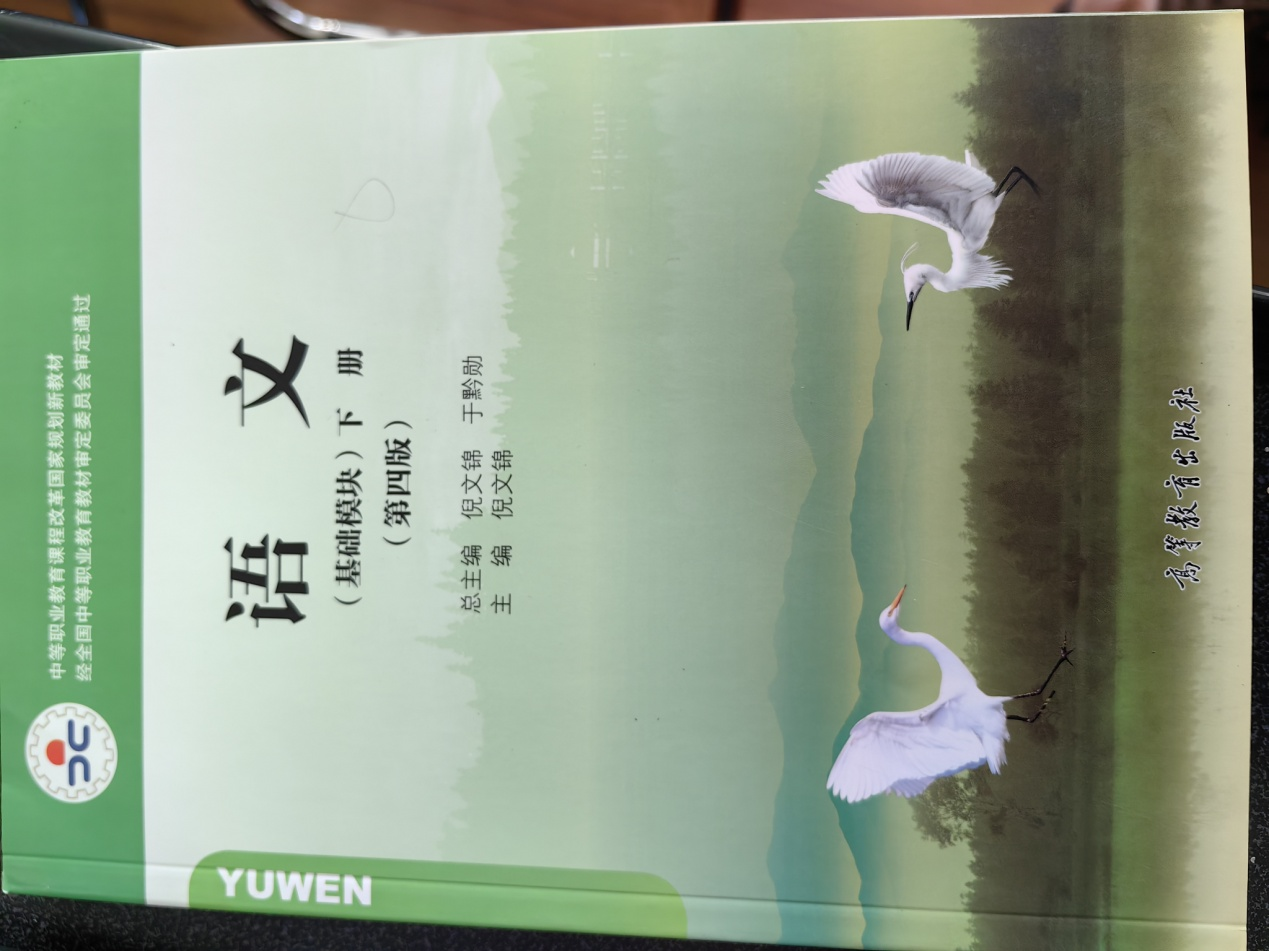 中等职业教育课程改革国家规划新教材
经全国中等职业教育教材审定委员会审定通过
YUWEN
语 文
（基础模块）下 册
（第四版）
总主编 倪文锦 于黔勋
主 编 倪文锦
高等教育出版社